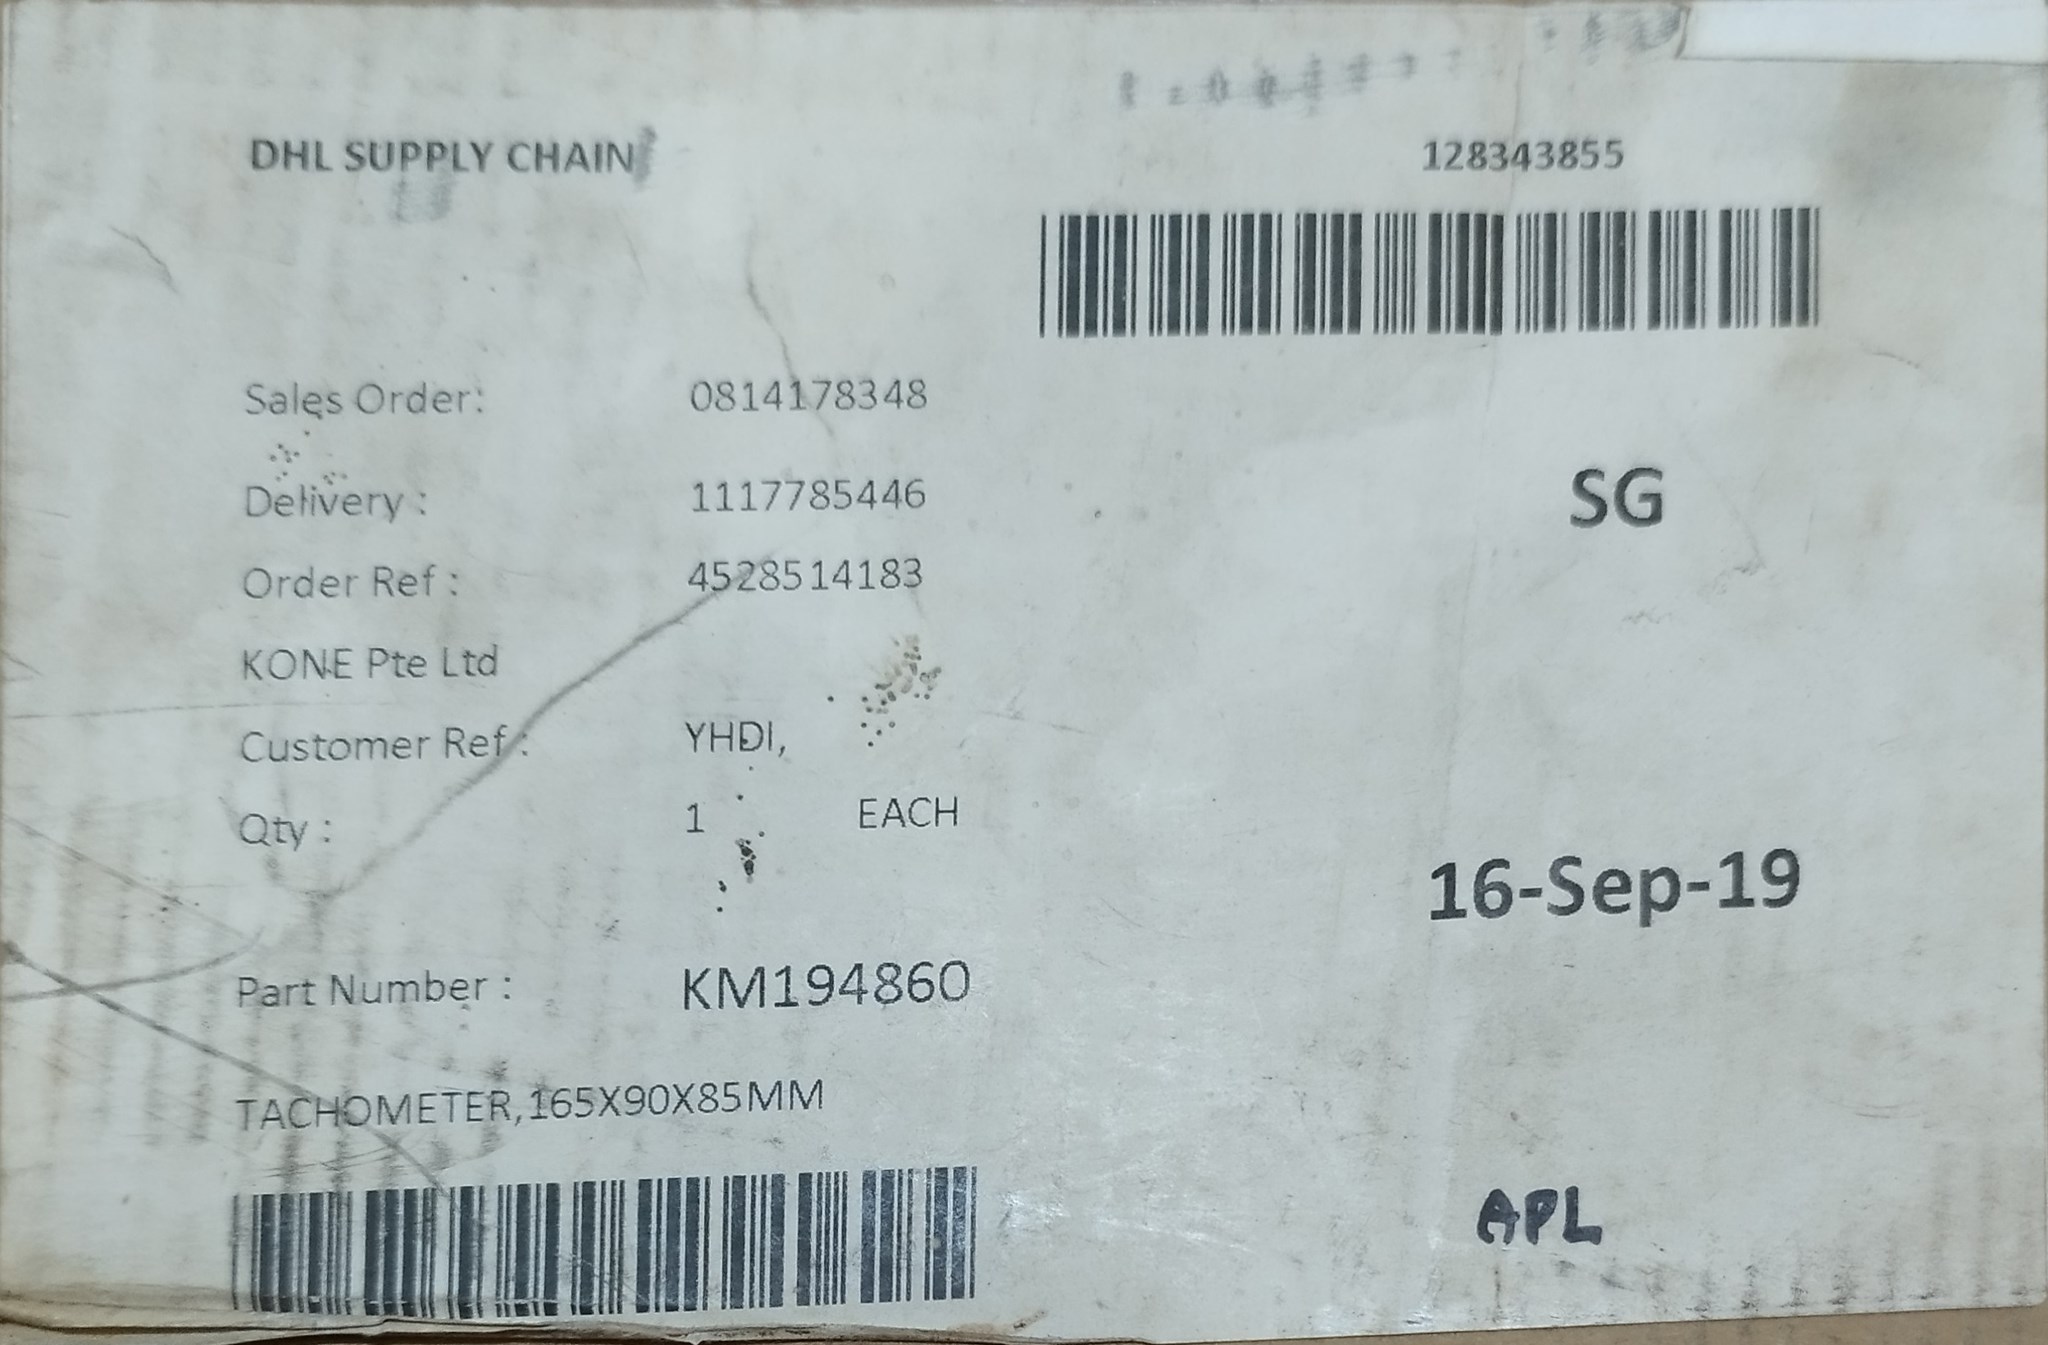 DHL SUPPLY CHAIN
128343855
Sales Order: 0814178348
SG
Delivery : 1117785446
Order Ref : 4528514183
KONE Pte Ltd
Customer Ref : YHDI,
Qty : 1 EACH
16-Sep-19
Part Number : KM194860
TACHOMETER,165X90X85MM
APL